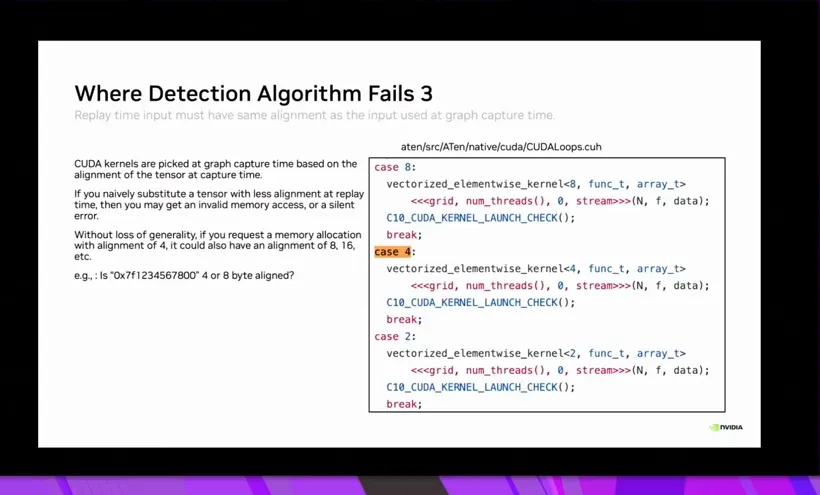 Where Detection Algorithm Fails 3
Replay time input must have same alignment as the input used at graph capture time.
CUDA kernels are picked at graph capture time based on the
alignment of the tensor at capture time.
If you naively substitute a tensor with less alignment at replay
time, then you may get an invalid memory access, or a silent
error.
Without loss of generality, if you request a memory allocation
with alignment of 4, it could also have an alignment of 8, 16,
etc.
e.g., : Is "0x7f1234567800" 4 or 8 byte aligned?
aten/src/ATen/native/cuda/CUDALoops.cuh
case 8:
vectorized_elementwise_kernel<8, func_t, array_t>
<<<grid, num_threads(), 0, stream>>>(N, f, data);
C10_CUDA_KERNEL_LAUNCH_CHECK();
break;
case 4:
vectorized_elementwise_kernel<4, func_t, array_t>
<<<grid, num_threads(), 0, stream>>>(N, f, data);
C10_CUDA_KERNEL_LAUNCH_CHECK();
break;
case 2:
vectorized_elementwise_kernel<2, func_t, array_t>
<<<grid, num_threads(), 0, stream>>>(N, f, data);
C10_CUDA_KERNEL_LAUNCH_CHECK();
break;
NVIDIA